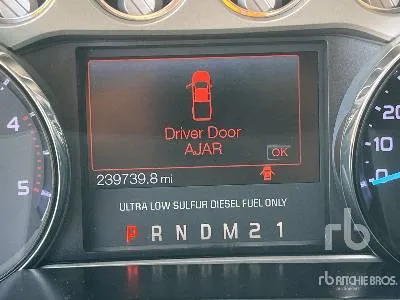 Driver Door
AJAR
OK
239739.8 mi
ULTRA LOW SULFUR DIESEL FUEL ONLY
P R N D M 2 1
4
5
20
0
0
rb
rb RITCHIE BROS.